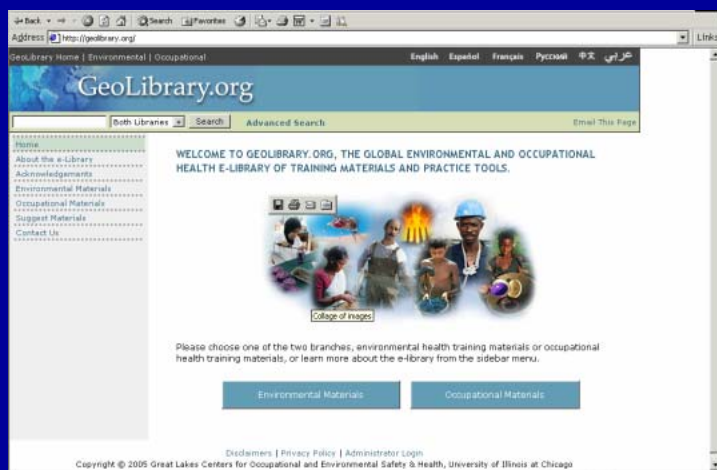 Back Search Favorites
Address http://geolibrary.org/ Links
GeoLibrary Home | Environmental | Occupational English Español Français Русский 中文 عربي
GeoLibrary.org
Both Libraries Search Advanced Search Email This Page
Home
About the e-Library
Acknowledgements
Environmental Materials
Occupational Materials
Suggest Materials
Contact Us
WELCOME TO GEOLIBRARY.ORG, THE GLOBAL ENVIRONMENTAL AND OCCUPATIONAL
HEALTH E-LIBRARY OF TRAINING MATERIALS AND PRACTICE TOOLS.
Collage of images
Please choose one of the two branches, environmental health training materials or occupational
health training materials, or learn more about the e-library from the sidebar menu.
Environmental Materials Occupational Materials
Disclaimers | Privacy Policy | Administrator Login
Copyright © 2005 Great Lakes Centers for Occupational and Environmental Safety & Health, University of Illinois at Chicago